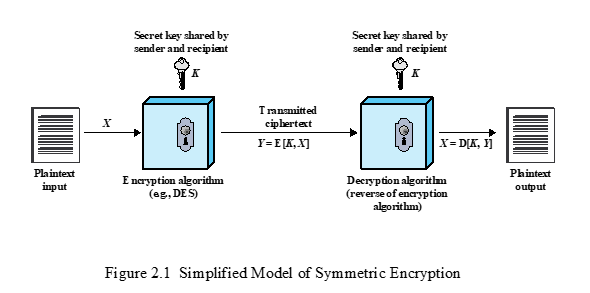 Secret key shared by
sender and recipient
K
Secret key shared by
sender and recipient
K
X
Transmitted
ciphertext
Y = E[K, X]
X = D[K, Y]
Plaintext
input
Encryption algorithm
(e.g., DES)
Decryption algorithm
(reverse of encryption
algorithm)
Plaintext
output
Figure 2.1 Simplified Model of Symmetric Encryption